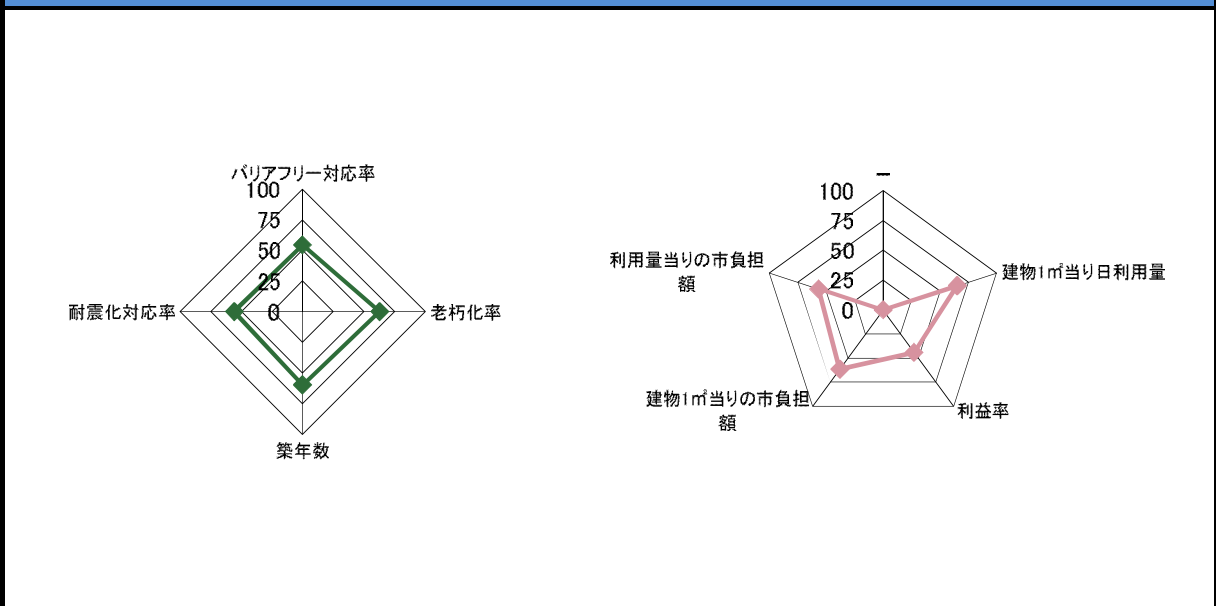 バリアフリー対応率
100
75
50
25
0
耐震化対応率
老朽化率
築年数
ー
100
75
50
25
0
利用量当りの市負担
額
建物1㎡当り日利用量
建物1㎡当りの市負担
額
利益率